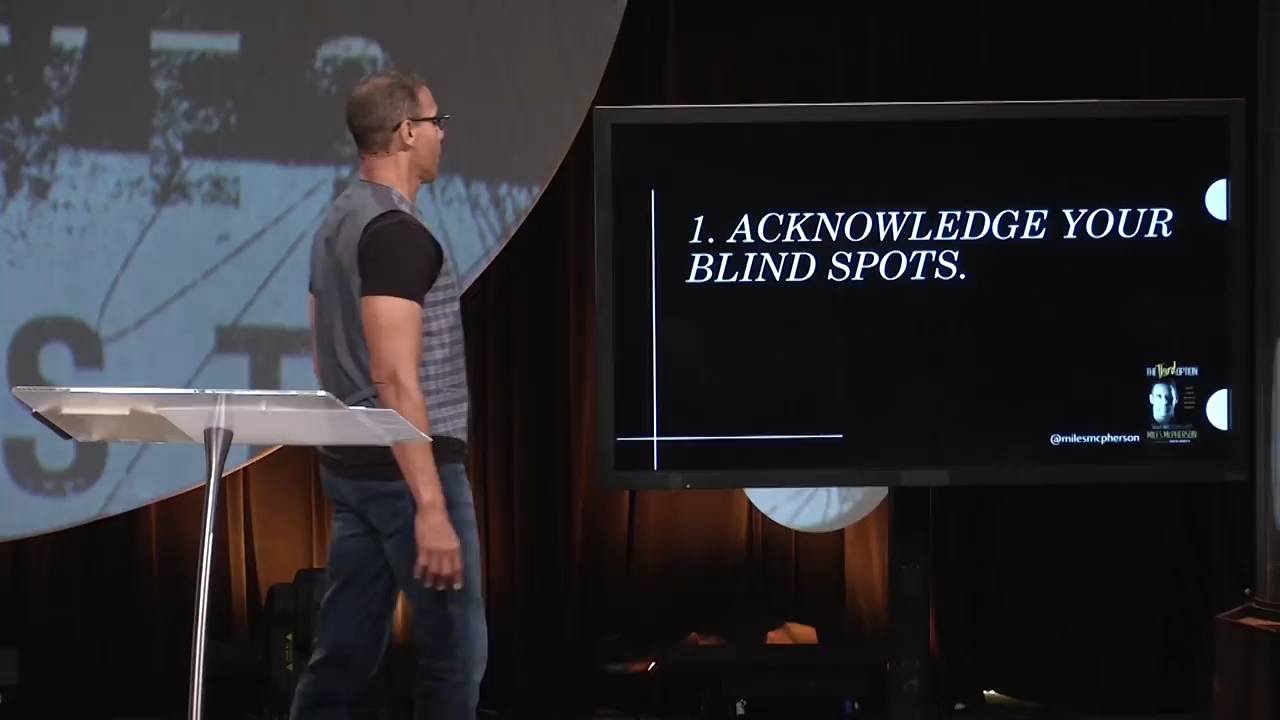 1. ACKNOWLEDGE YOUR
BLIND SPOTS.
THE Third OPTION
MILES MCPHERSON
@milesmcpherson